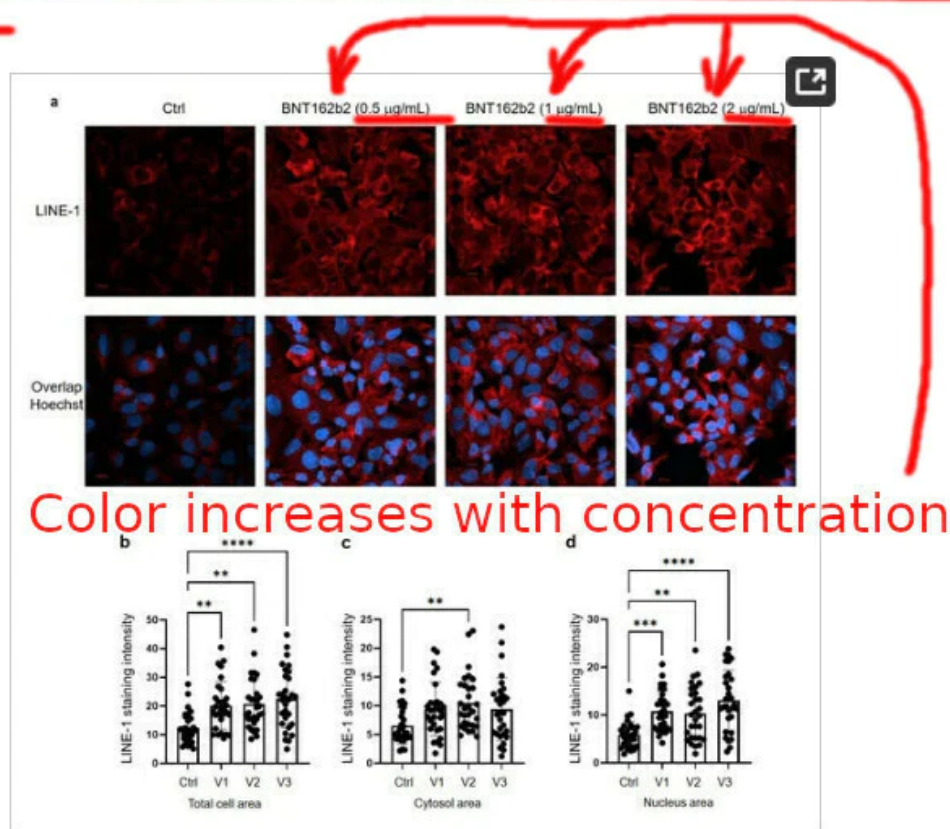 a
Ctrl BNT162b2 (0.5 μg/mL) BNT162b2 (1 μg/mL) BNT162b2 (2 μg/mL)
LINE-1
Overlap
Hoechst
Color increases with concentration
b c d
**** ** **
LINE-1 staining intensity
50
40
30
20
10
0
Ctrl V1 V2 V3
Total cell area
**
LINE-1 staining intensity
25
20
15
10
5
0
Ctrl V1 V2 V3
Cytosol area
**** ** ***
LINE-1 staining intensity
30
20
10
0
Ctrl V1 V2 V3
Nucleus area